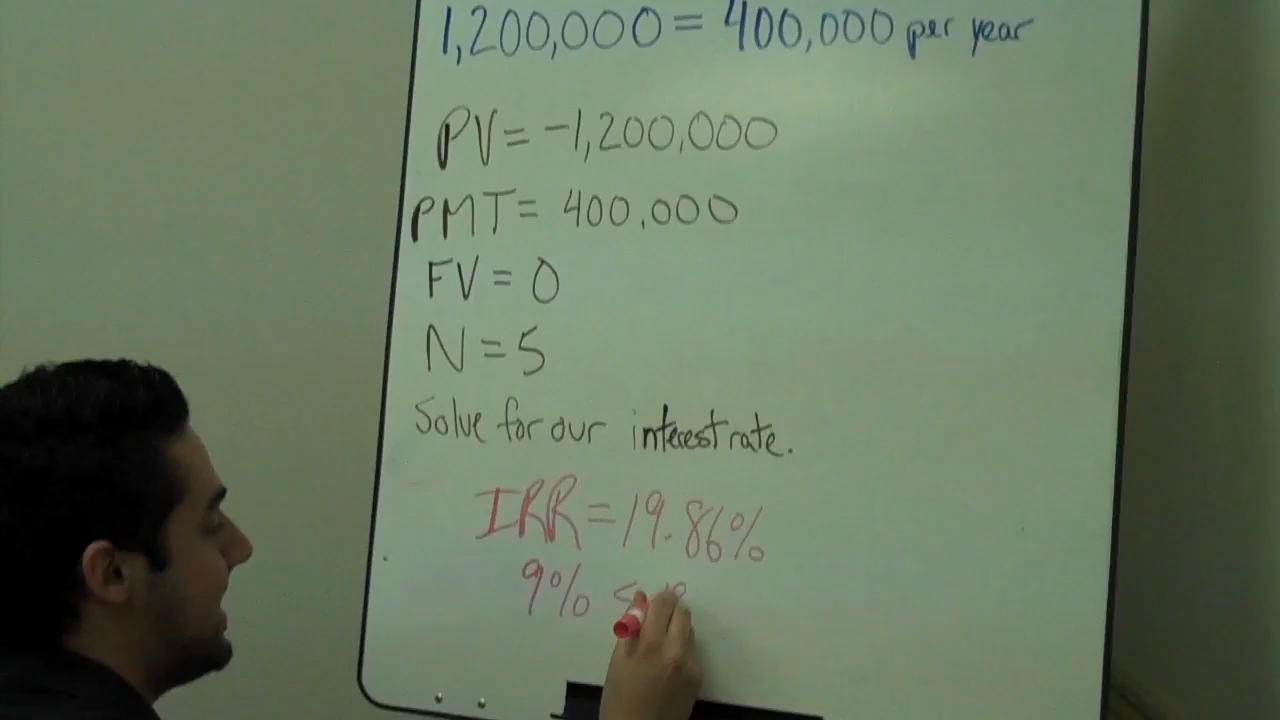 1,200,000 = 400,000 per year
PV = -1,200,000
PMT = 400,000
FV = 0
N = 5
Solve for our interest rate.
IRR = 19.86%
9%